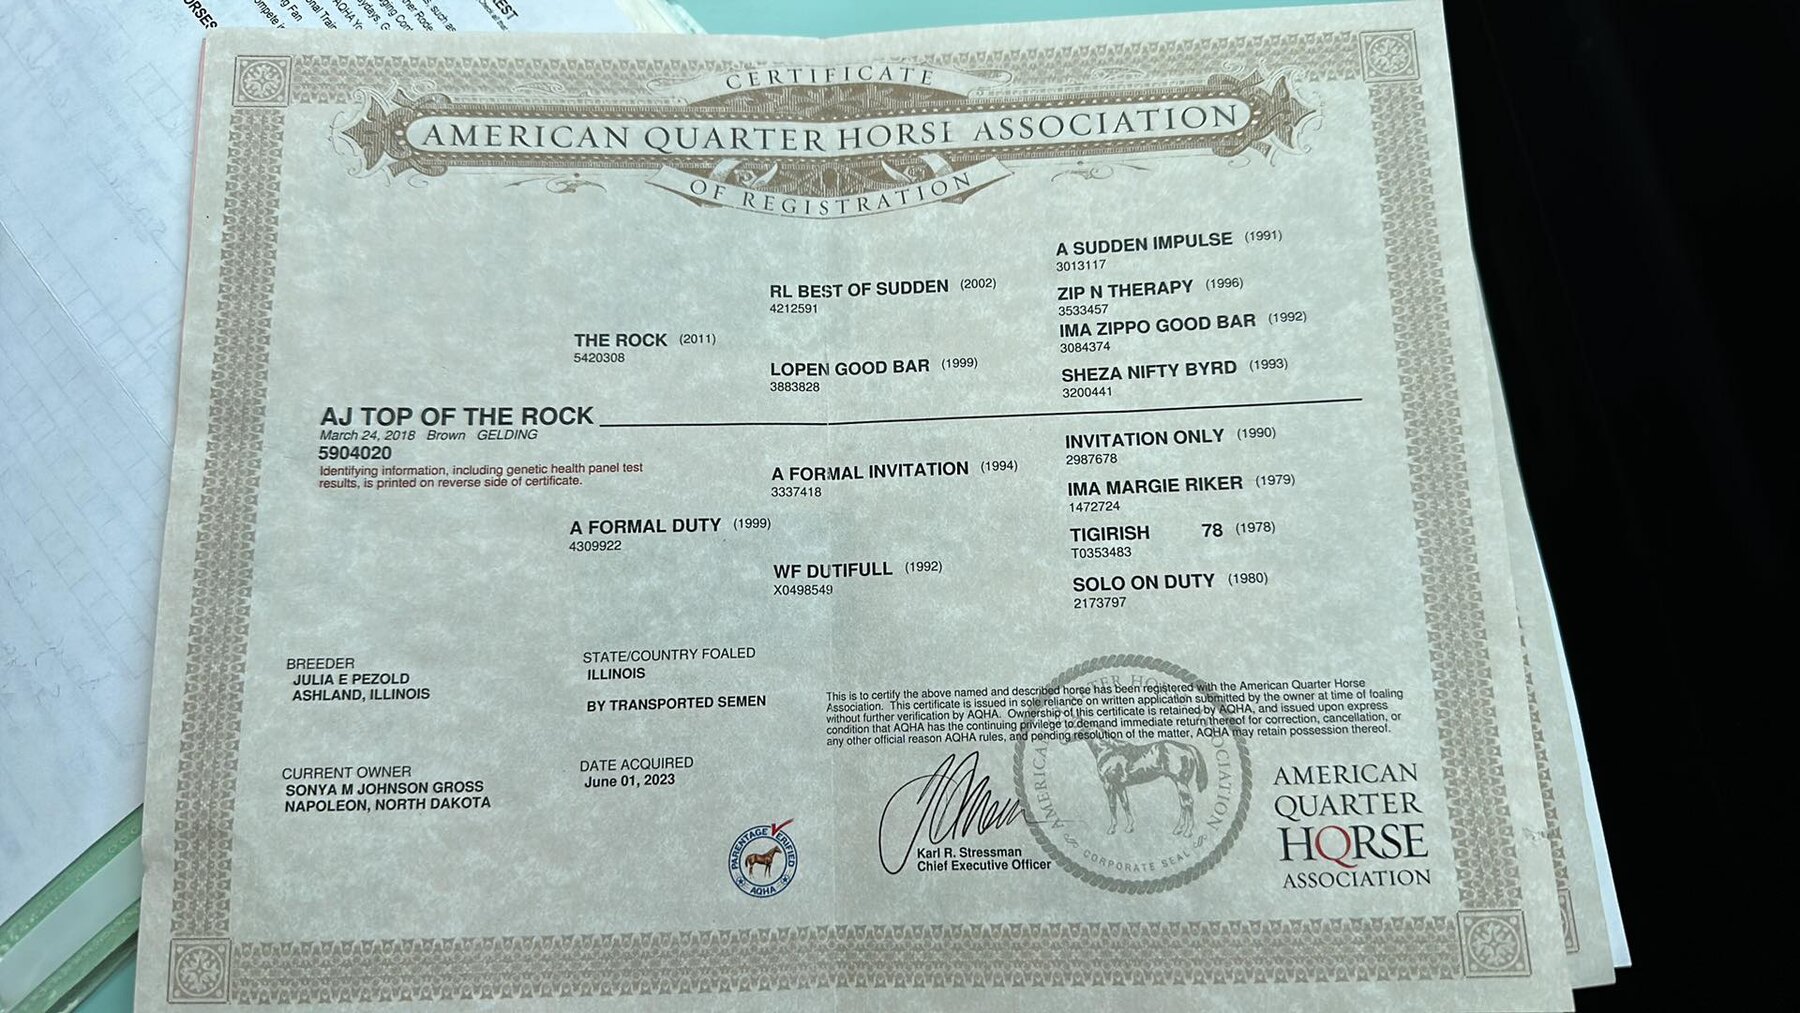 CERTIFICATE
AMERICAN QUARTER HORSE ASSOCIATION
OF REGISTRATION
A SUDDEN IMPULSE (1991)
3013117
RL BEST OF SUDDEN (2002)
4212591
ZIP N THERAPY (1996)
3533457
THE ROCK (2011)
5420308
IMA ZIPPO GOOD BAR (1992)
3084374
LOPEN GOOD BAR (1999)
3883828
SHEZA NIFTY BYRD (1993)
3200441
AJ TOP OF THE ROCK
March 24, 2018 Brown GELDING
5904020
Identifying information, including genetic health panel test
results, is printed on reverse side of certificate.
INVITATION ONLY (1990)
2987678
A FORMAL INVITATION (1994)
3337418
IMA MARGIE RIKER (1979)
1472724
A FORMAL DUTY (1999)
4309922
TIGIRISH 78 (1978)
T0353483
WF DUTIFULL (1992)
X0498549
SOLO ON DUTY (1980)
2173797
BREEDER
JULIA E PEZOLD
ASHLAND, ILLINOIS
STATE/COUNTRY FOALED
ILLINOIS
BY TRANSPORTED SEMEN
This is to certify the above named and described horse has been registered with the American Quarter Horse
Association. This certificate is issued in sole reliance on written application submitted by the owner at time of foaling
without further verification by AQHA. Ownership of this certificate is retained by AQHA, and issued upon express
condition that AQHA has the continuing privilege to demand immediate return thereof for correction, cancellation, or
any other official reason AQHA rules, and pending resolution of the matter, AQHA may retain possession thereof.
CURRENT OWNER
SONYA M JOHNSON GROSS
NAPOLEON, NORTH DAKOTA
DATE ACQUIRED
June 01, 2023
PARENTAGE VERIFIED
AQHA
Karl R. Stressman
Chief Executive Officer
CORPORATE SEAL
AMERICAN
QUARTER
HORSE
ASSOCIATION